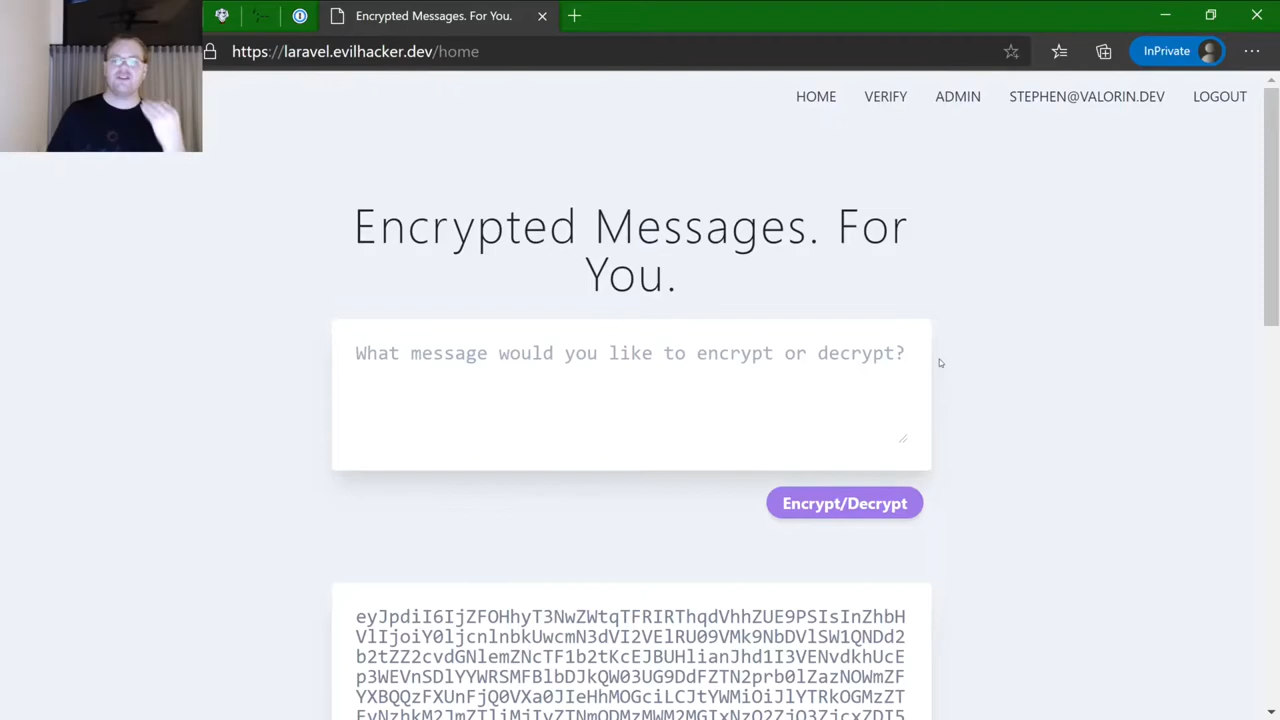 Encrypted Messages. For You.
https://laravel.evilhacker.dev/home
InPrivate
HOME
VERIFY
ADMIN
STEPHEN@VALORIN.DEV
LOGOUT
Encrypted Messages. For
You.
What message would you like to encrypt or decrypt?
Encrypt/Decrypt
eyJpdiI6IjZFOHhyT3NwZWtqTFRIRThqdVhhZUE9PSIsInZhbH
VlIjoiY0ljcnlnbkUwcmN3dVI2VElRU09VMk9NbDVlSW1QNDd2
b2tZZ2cvdGNlemZNcTF1b2tKcEJBUHlianJhd1I3VENvdkhUcE
p3WEVnSDlYYWRSMFBlbDJkQW03UG9DdFZTN2prb0lZazNOWmZF
YXBQQzFXUnFjQ0VXa0JIeHhMOGciLCJtYWMiOiJlYTRkOGMzZT